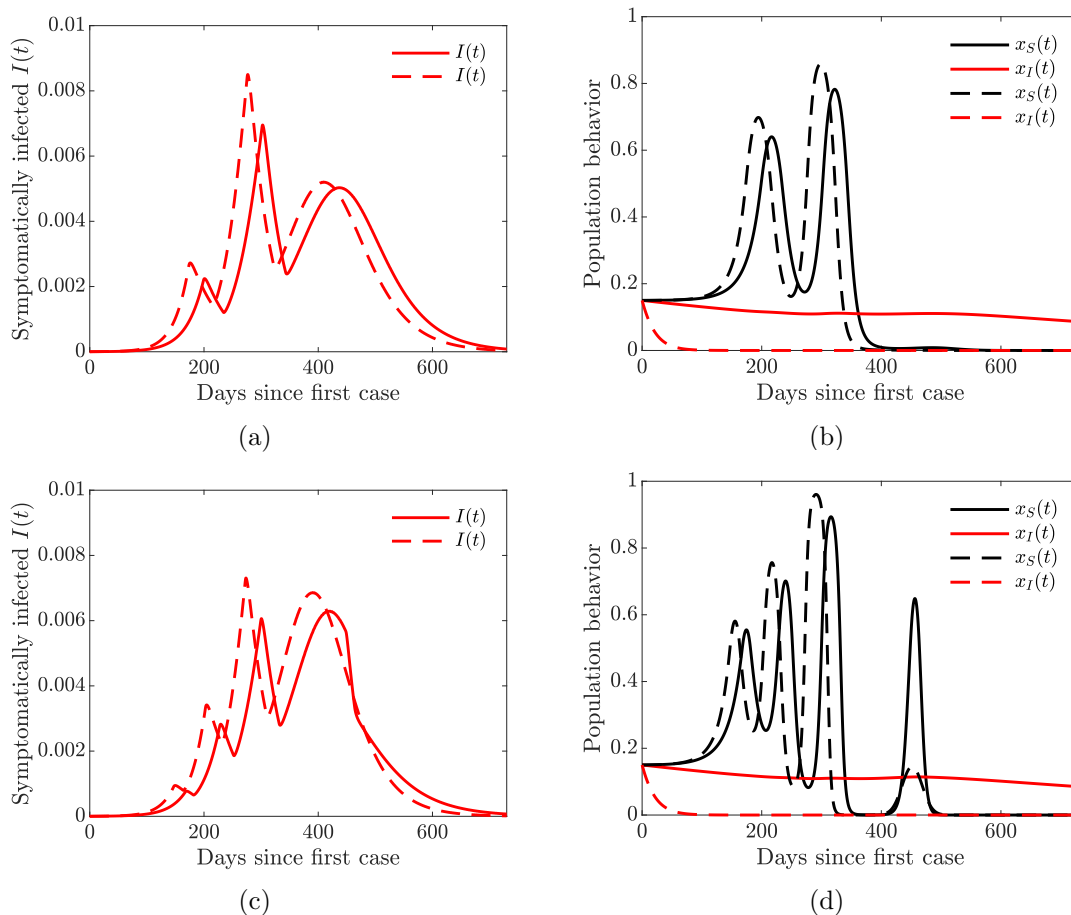 0.01
0.008
0.006
0.004
0.002
0
0
200
400
600
Symptomatically infected I(t)
Days since first case
I(t)
I(t)
(a)
1
0.8
0.6
0.4
0.2
0
0
200
400
600
Population behavior
Days since first case
x_S(t)
x_I(t)
x_S(t)
x_I(t)
(b)
0.01
0.008
0.006
0.004
0.002
0
0
200
400
600
Symptomatically infected I(t)
Days since first case
I(t)
I(t)
(c)
1
0.8
0.6
0.4
0.2
0
0
200
400
600
Population behavior
Days since first case
x_S(t)
x_I(t)
x_S(t)
x_I(t)
(d)